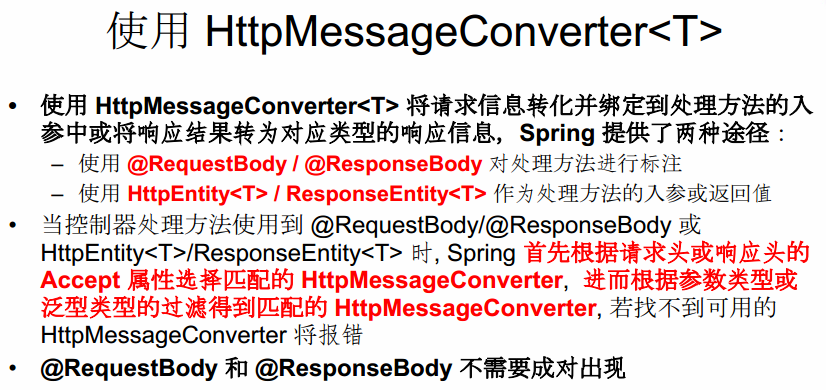 使用 HttpMessageConverter<T>
• 使用 HttpMessageConverter<T> 将请求信息转化并绑定到处理方法的入
参中或将响应结果转为对应类型的响应信息，Spring 提供了两种途径：
– 使用 @RequestBody / @ResponseBody 对处理方法进行标注
– 使用 HttpEntity<T> / ResponseEntity<T> 作为处理方法的入参或返回值
• 当控制器处理方法使用到 @RequestBody/@ResponseBody 或
HttpEntity<T>/ResponseEntity<T> 时, Spring 首先根据请求头或响应头的
Accept 属性选择匹配的 HttpMessageConverter, 进而根据参数类型或
泛型类型的过滤得到匹配的 HttpMessageConverter, 若找不到可用的
HttpMessageConverter 将报错
• @RequestBody 和 @ResponseBody 不需要成对出现